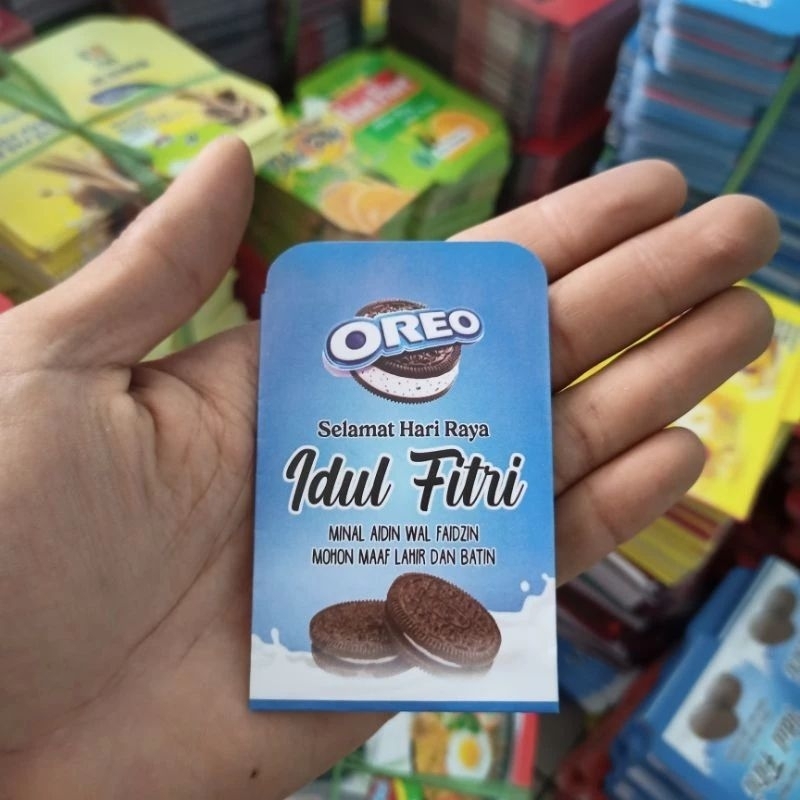 OREO
Selamat Hari Raya
Idul Fitri
MINAL AIDIN WAL FAIDZIN
MOHON MAAF LAHIR DAN BATIN